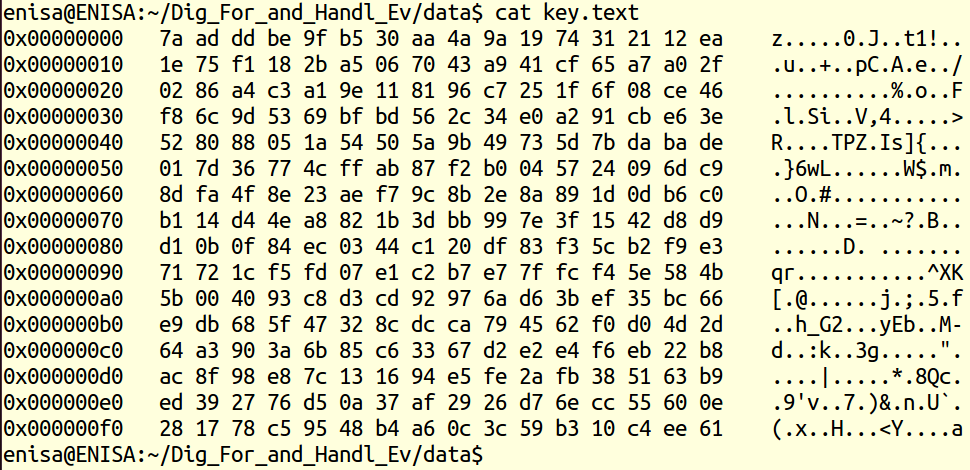 enisa@ENISA:~/Dig_For_and_Handl_Ev/data$ cat key.text
0x00000000 7a ad dd be 9f b5 30 aa 4a 9a 19 74 31 21 12 ea z.....0.J..t1!..
0x00000010 1e 75 f1 18 2b a5 06 70 43 a9 41 cf 65 a7 a0 2f .u..+..pC.A.e../
0x00000020 02 86 a4 c3 a1 9e 11 81 96 c7 25 1f 6f 08 ce 46 ..........%.o..F
0x00000030 f8 6c 9d 53 69 bf bd 56 2c 34 e0 a2 91 cb e6 3e .l.Si..V,4.....>
0x00000040 52 80 88 05 1a 54 50 5a 9b 49 73 5d 7b da ba de R....TPZ.Is]{...
0x00000050 01 7d 36 77 4c ff ab 87 f2 b0 04 57 24 09 6d c9 .}6wL......W$.m.
0x00000060 8d fa 4f 8e 23 ae f7 9c 8b 2e 8a 89 1d 0d b6 c0 ..O.#...........
0x00000070 b1 14 d4 4e a8 82 1b 3d bb 99 7e 3f 15 42 d8 d9 ...N...=..~?.B..
0x00000080 d1 0b 0f 84 ec 03 44 c1 20 df 83 f3 5c b2 f9 e3 ......D. .......
0x00000090 71 72 1c f5 fd 07 e1 c2 b7 e7 7f fc f4 5e 58 4b qr...........^XK
0x000000a0 5b 00 40 93 c8 d3 cd 92 97 6a d6 3b ef 35 bc 66 [.@......j.;.5.f
0x000000b0 e9 db 68 5f 47 32 8c dc ca 79 45 62 f0 d0 4d 2d ..h_G2...yEb..M-
0x000000c0 64 a3 90 3a 6b 85 c6 33 67 d2 e2 e4 f6 eb 22 b8 d..:k..3g.....".
0x000000d0 ac 8f 98 e8 7c 13 16 94 e5 fe 2a fb 38 51 63 b9 ....|.....*.8Qc.
0x000000e0 ed 39 27 76 d5 0a 37 af 29 26 d7 6e cc 55 60 0e .9'v..7.)&.n.U`.
0x000000f0 28 17 78 c5 95 48 b4 a6 0c 3c 59 b3 10 c4 ee 61 (.x..H...<Y....a
enisa@ENISA:~/Dig_For_and_Handl_Ev/data$